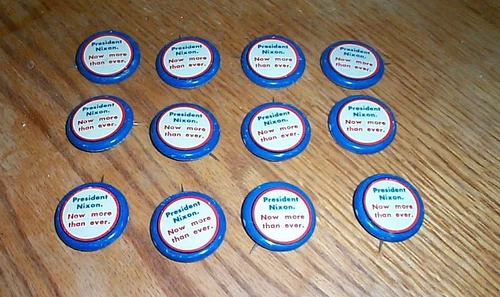 President
Nixon.
Now more
than ever.
President
Nixon.
Now more
than ever.
President
Nixon.
Now more
than ever.
President
Nixon.
Now more
than ever.
President
Nixon.
Now more
than ever.
President
Nixon.
Now more
than ever.
President
Nixon.
Now more
than ever.
President
Nixon.
Now more
than ever.
President
Nixon.
Now more
than ever.
President
Nixon.
Now more
than ever.
President
Nixon.
Now more
than ever.
President
Nixon.
Now more
than ever.